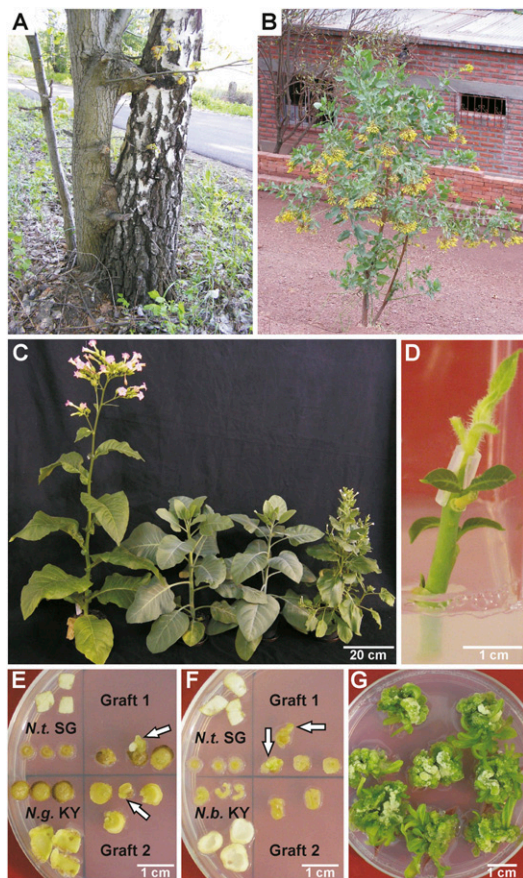 A
B
C
D
20 cm
1 cm
E
Graft 1
N.t. SG
N.g. KY
Graft 2
1 cm
F
Graft 1
N.t. SG
N.b. KY
Graft 2
1 cm
G
1 cm